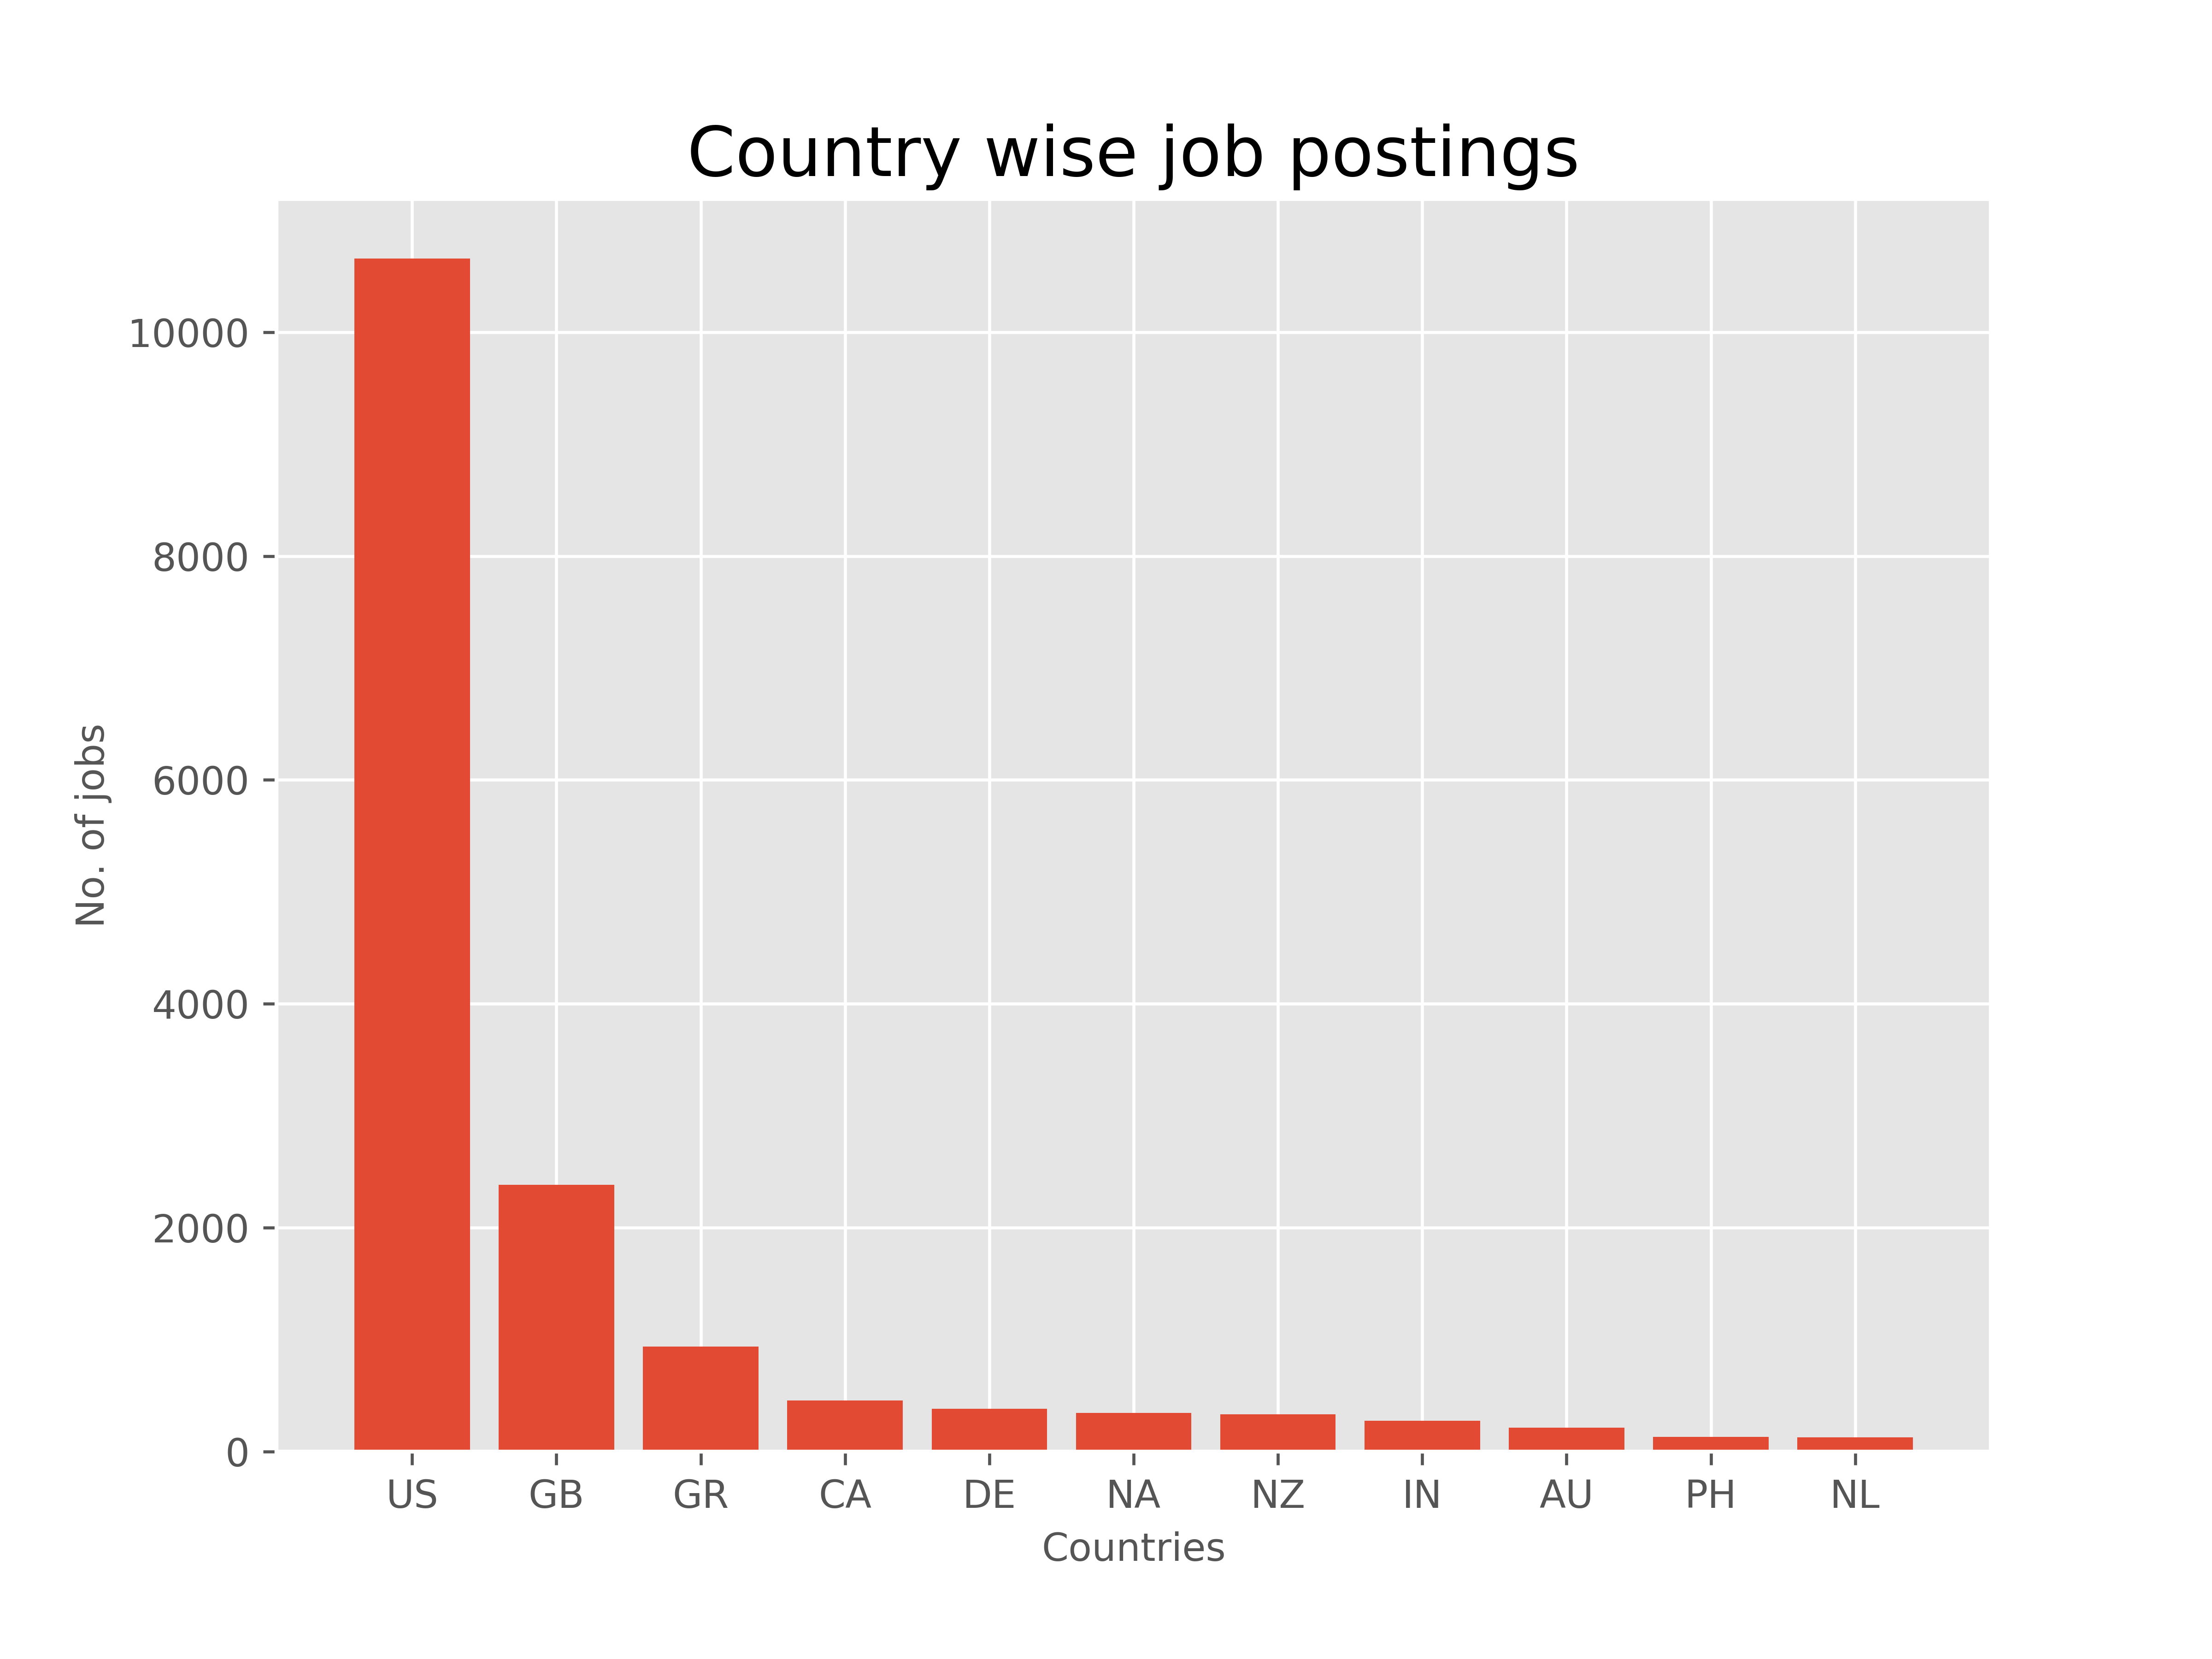 Country wise job postings
10000
8000
6000
4000
2000
0
No. of jobs
US GB GR CA DE NA NZ IN AU PH NL
Countries